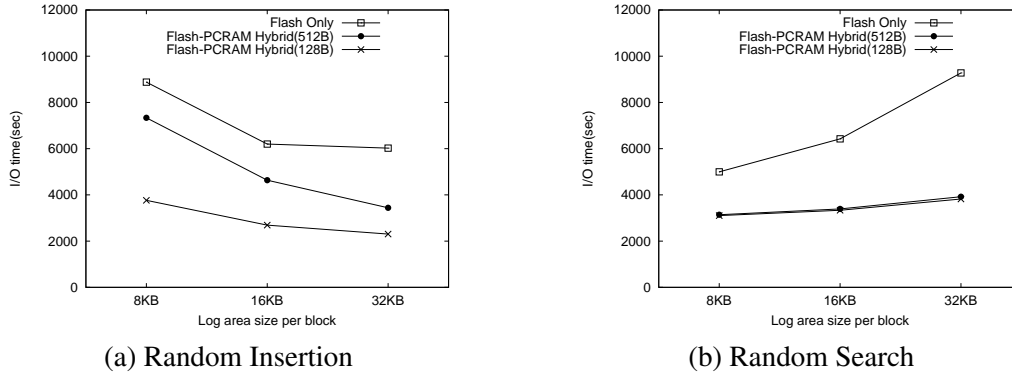 12000
10000
8000
6000
4000
2000
0
I/O time(sec)
Flash Only
Flash-PCRAM Hybrid(512B)
Flash-PCRAM Hybrid(128B)
8KB 16KB 32KB
Log area size per block
(a) Random Insertion
12000
10000
8000
6000
4000
2000
0
I/O time(sec)
Flash Only
Flash-PCRAM Hybrid(512B)
Flash-PCRAM Hybrid(128B)
8KB 16KB 32KB
Log area size per block
(b) Random Search